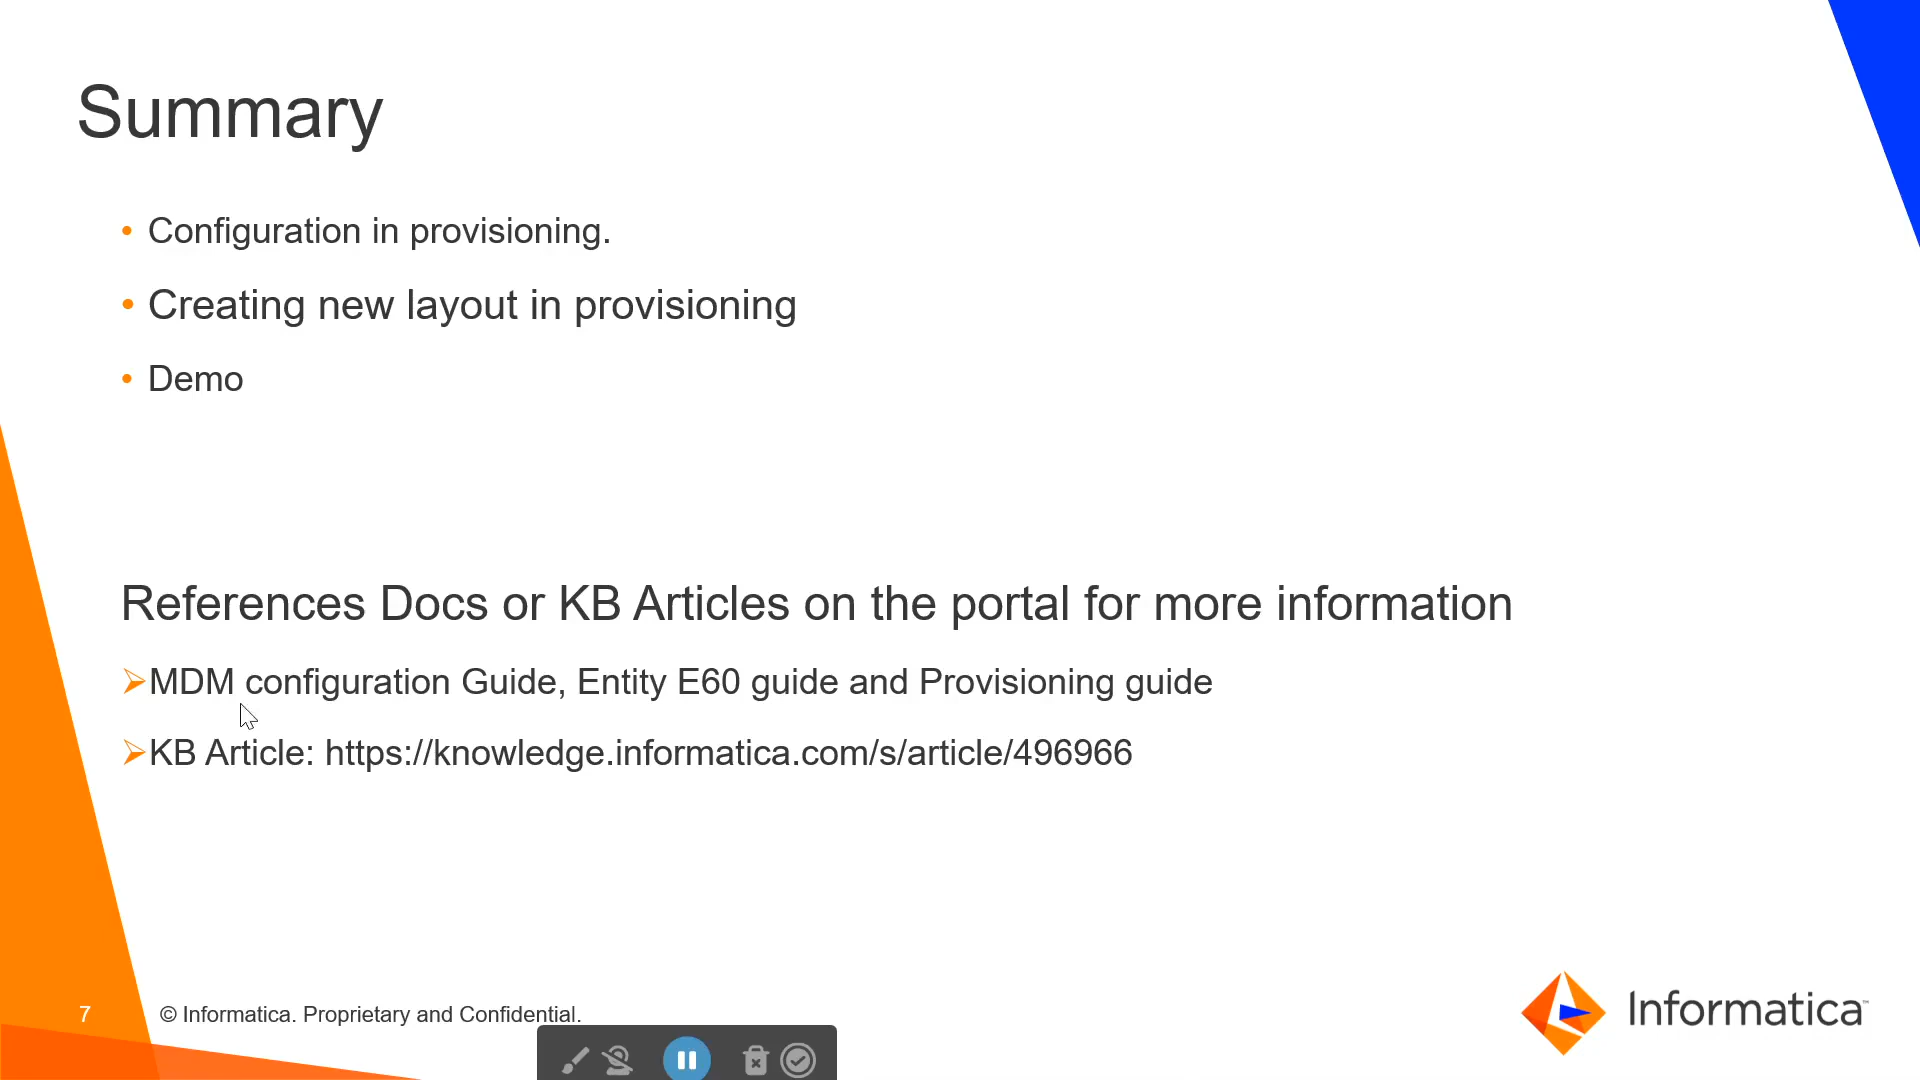 Summary
• Configuration in provisioning.
• Creating new layout in provisioning
• Demo
References Docs or KB Articles on the portal for more information
➢MDM configuration Guide, Entity E60 guide and Provisioning guide
➢KB Article: https://knowledge.informatica.com/s/article/496966
7 © Informatica. Proprietary and Confidential.
Informatica™